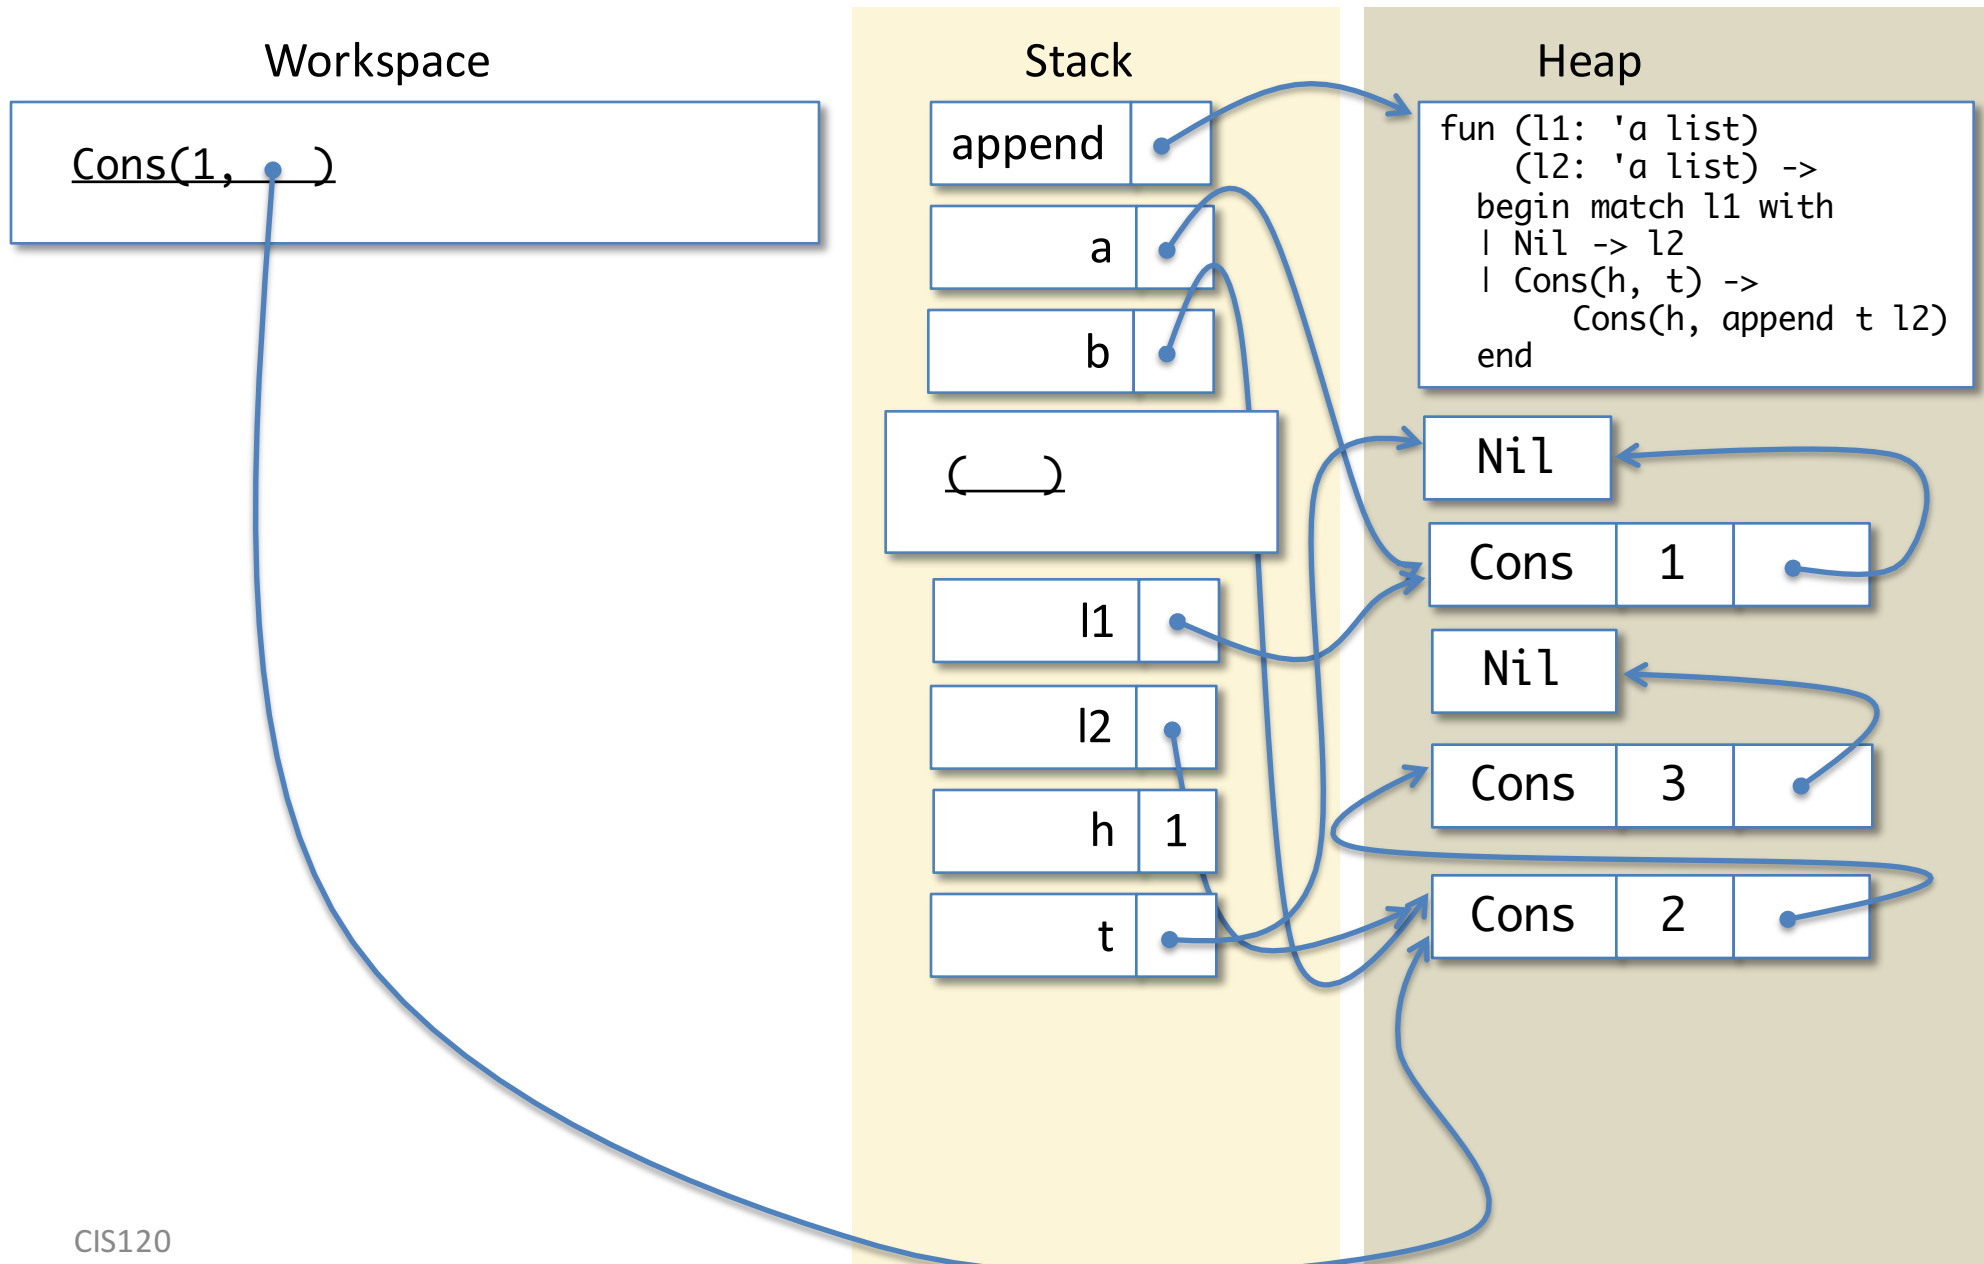 Workspace
Stack
Heap
Cons(1,   )
append
a
b
(   )
l1
l2
h 1
t
fun (l1: 'a list)
(l2: 'a list) ->
begin match l1 with
| Nil -> l2
| Cons(h, t) ->
Cons(h, append t l2)
end
Nil
Cons 1
Nil
Cons 3
Cons 2
CIS120